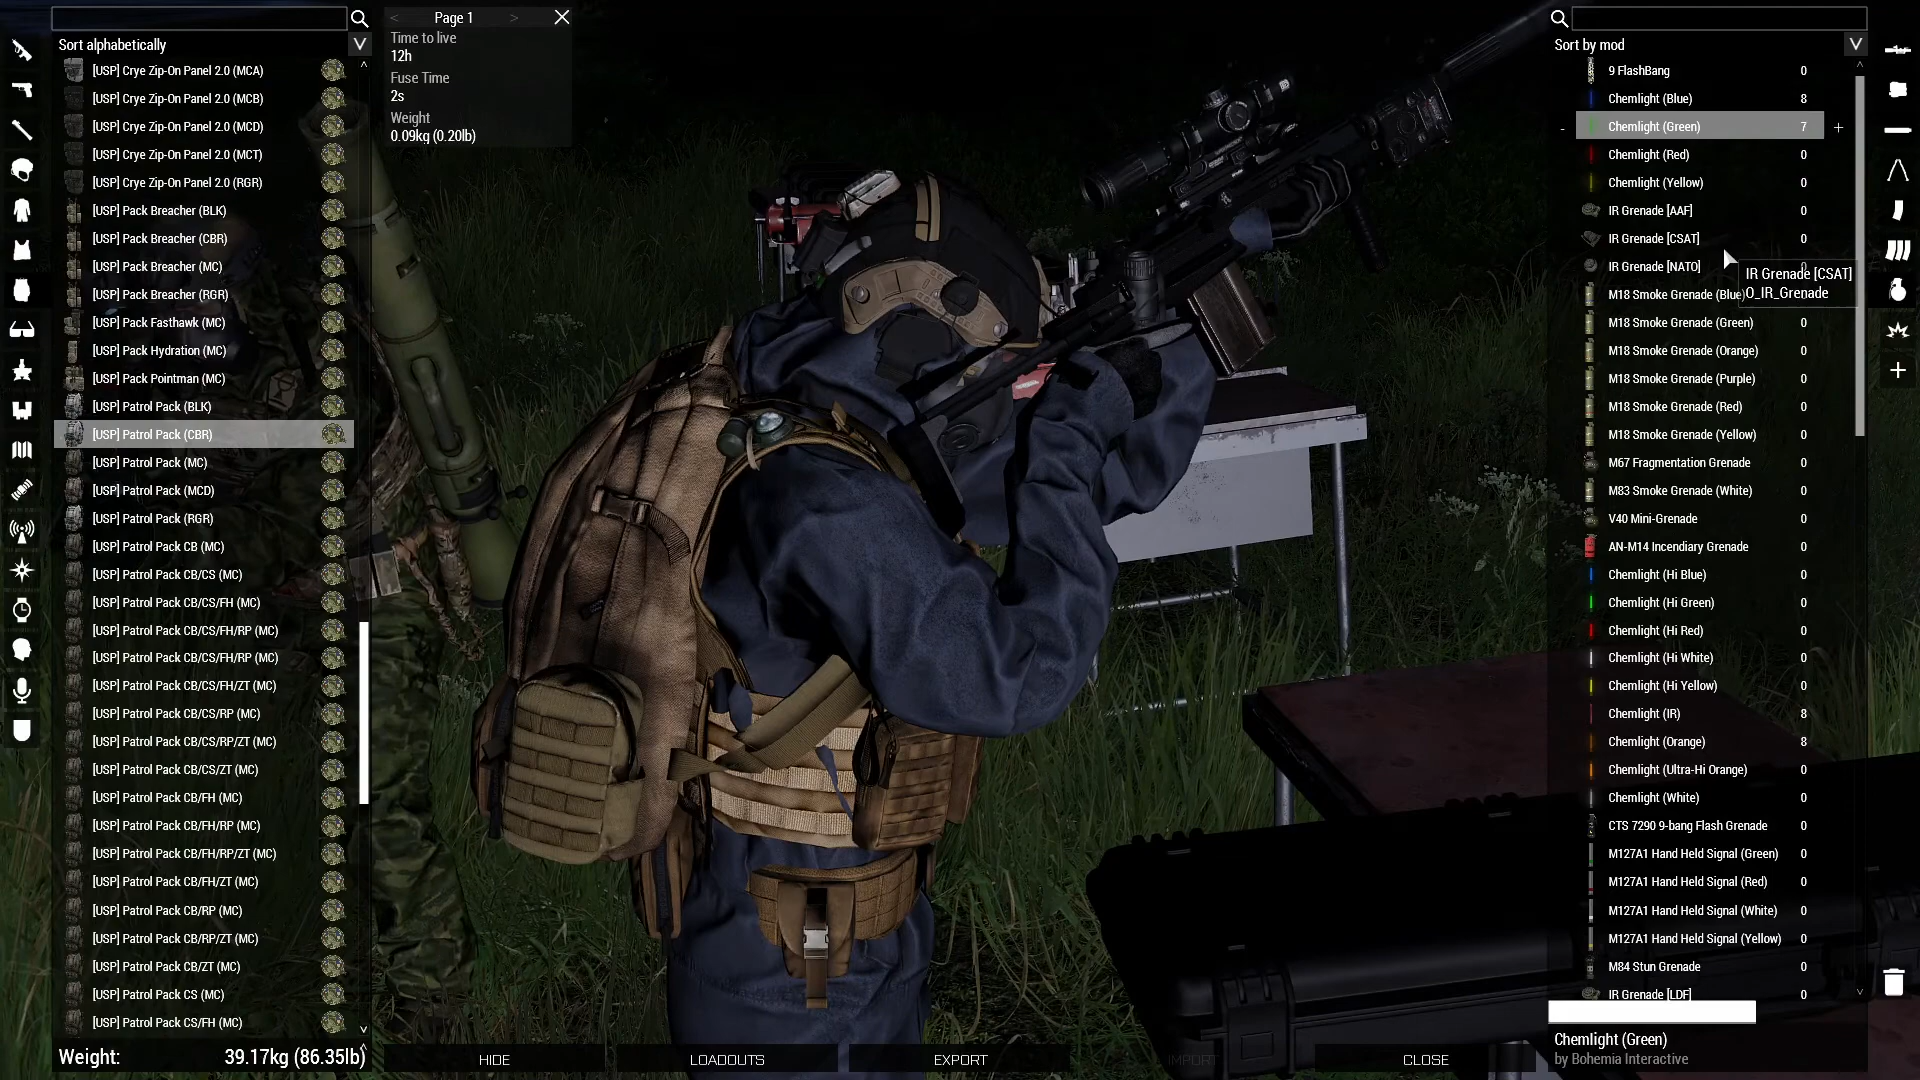 Sort alphabetically
[USP] Crye Zip-On Panel 2.0 (MCA)
[USP] Crye Zip-On Panel 2.0 (MCB)
[USP] Crye Zip-On Panel 2.0 (MCD)
[USP] Crye Zip-On Panel 2.0 (MCT)
[USP] Crye Zip-On Panel 2.0 (RGR)
[USP] Pack Breacher (BLK)
[USP] Pack Breacher (CBR)
[USP] Pack Breacher (MC)
[USP] Pack Breacher (RGR)
[USP] Pack Fasthawk (MC)
[USP] Pack Hydration (MC)
[USP] Pack Pointman (MC)
[USP] Patrol Pack (BLK)
[USP] Patrol Pack (CBR)
[USP] Patrol Pack (MC)
[USP] Patrol Pack (MCD)
[USP] Patrol Pack (RGR)
[USP] Patrol Pack CB (MC)
[USP] Patrol Pack CB/CS (MC)
[USP] Patrol Pack CB/CS/FH (MC)
[USP] Patrol Pack CB/CS/FH/RP (MC)
[USP] Patrol Pack CB/CS/FH/RP (MC)
[USP] Patrol Pack CB/CS/FH/ZT (MC)
[USP] Patrol Pack CB/CS/RP (MC)
[USP] Patrol Pack CB/CS/RP/ZT (MC)
[USP] Patrol Pack CB/CS/ZT (MC)
[USP] Patrol Pack CB/FH (MC)
[USP] Patrol Pack CB/FH/RP (MC)
[USP] Patrol Pack CB/FH/RP/ZT (MC)
[USP] Patrol Pack CB/FH/ZT (MC)
[USP] Patrol Pack CB/RP (MC)
[USP] Patrol Pack CB/RP/ZT (MC)
[USP] Patrol Pack CB/ZT (MC)
[USP] Patrol Pack CS (MC)
[USP] Patrol Pack CS/FH (MC)
Weight: 39.17kg (86.35lb)
< Page 1 >
Time to live
12h
Fuse Time
2s
Weight
0.09kg (0.20lb)
HIDE
LOADOUTS
EXPORT
IMPORT
CLOSE
Sort by mod
9 FlashBang 0
Chemlight (Blue) 8
- Chemlight (Green) 7 +
Chemlight (Red) 0
Chemlight (Yellow) 0
IR Grenade [AAF] 0
IR Grenade [CSAT] 0
IR Grenade [NATO]
IR Grenade [CSAT]
O_IR_Grenade
M18 Smoke Grenade (Blue)
M18 Smoke Grenade (Green) 0
M18 Smoke Grenade (Orange) 0
M18 Smoke Grenade (Purple) 0
M18 Smoke Grenade (Red) 0
M18 Smoke Grenade (Yellow) 0
M67 Fragmentation Grenade 0
M83 Smoke Grenade (White) 0
V40 Mini-Grenade 0
AN-M14 Incendiary Grenade 0
Chemlight (Hi Blue) 0
Chemlight (Hi Green) 0
Chemlight (Hi Red) 0
Chemlight (Hi White) 0
Chemlight (Hi Yellow) 0
Chemlight (IR) 8
Chemlight (Orange) 8
Chemlight (Ultra-Hi Orange) 0
Chemlight (White) 0
CTS 7290 9-bang Flash Grenade 0
M127A1 Hand Held Signal (Green) 0
M127A1 Hand Held Signal (Red) 0
M127A1 Hand Held Signal (White) 0
M127A1 Hand Held Signal (Yellow) 0
M84 Stun Grenade 0
IR Grenade [LDF] 0
Chemlight (Green)
by Bohemia Interactive